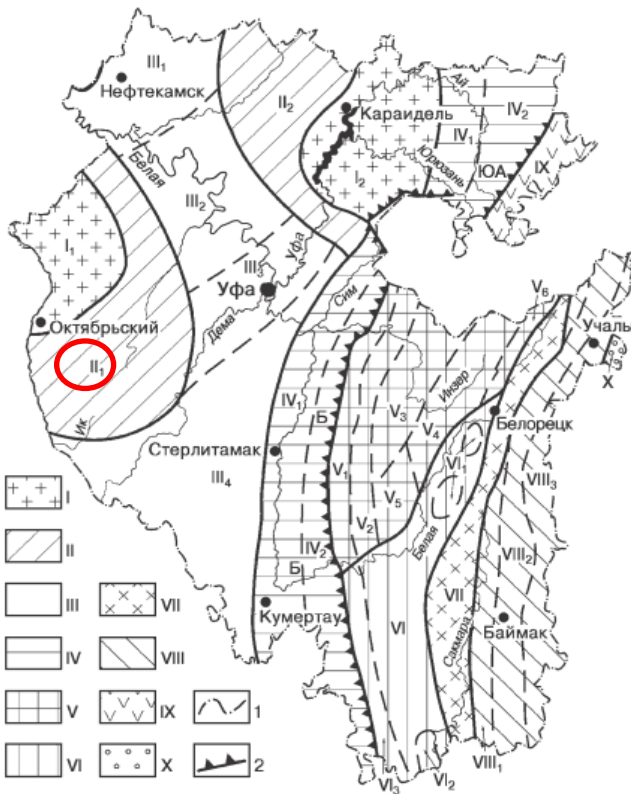 III₁
Нефтекамск
II₂
Караидель
Ай
IV₁
IV₂
IX
Белая
I₂
Юрюзань
ЮА
III₂
I₁
Уфа
III₃
Уфа
Сим
V₆
Октябрьский
Дема
Учалы
II₁
Инзер
X
IV₁
Б
V₃
V₄
Белорецк
Ик
Стерлитамак
V₁
VI₁
III₄
V₅
VIII₃
I
V₂
Белая
IV₂
VIII₂
II
Б
VII
Кумертау
VI
Сакмара
Баймак
III
VII
IV
VIII
V
IX
1
VI
X
2
VI₃
VI₂
VIII₁